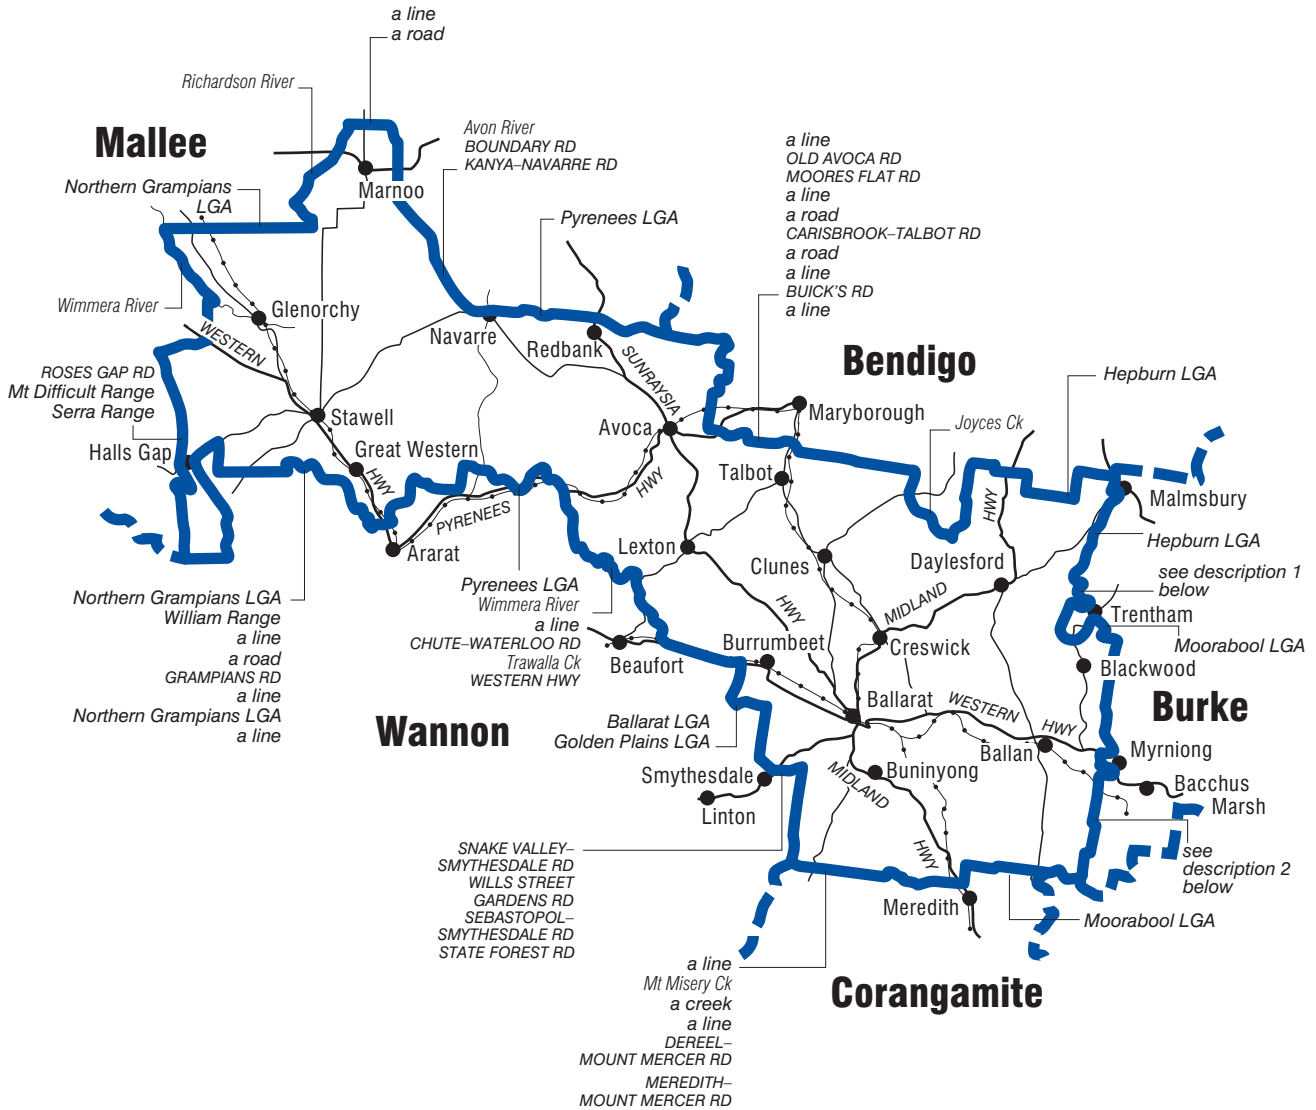 a line
a road
Richardson River
Mallee
Avon River
BOUNDARY RD
KANYA–NAVARRE RD
a line
OLD AVOCA RD
MOORES FLAT RD
a line
a road
CARISBROOK–TALBOT RD
a road
a line
BUICK'S RD
a line
Marnoo
Northern Grampians
LGA
Pyrenees LGA
Wimmera River
Glenorchy
WESTERN
Navarre
Redbank
SUNRAYSIA
Bendigo
ROSES GAP RD
Mt Difficult Range
Serra Range
Hepburn LGA
Stawell
Avoca
Maryborough
Joyces Ck
Halls Gap
Great Western
HWY
HWY
Talbot
HWY
Malmsbury
PYRENEES
Ararat
Lexton
Clunes
Daylesford
Hepburn LGA
see description 1
below
Northern Grampians LGA
William Range
a line
a road
GRAMPIANS RD
a line
Northern Grampians LGA
a line
Pyrenees LGA
Wimmera River
a line
CHUTE–WATERLOO RD
Trawalla Ck
WESTERN HWY
HWY
MIDLAND
Trentham
Moorabool LGA
Beaufort
Burrumbeet
Creswick
Blackwood
Wannon
Ballarat LGA
Golden Plains LGA
Ballarat
WESTERN
HWY
Burke
Ballan
Myrniong
Smythesdale
Linton
MIDLAND
Buninyong
Bacchus
Marsh
SNAKE VALLEY–
SMYTHESDALE RD
WILLS STREET
GARDENS RD
SEBASTOPOL–
SMYTHESDALE RD
STATE FOREST RD
HWY
see
description 2
below
Meredith
Moorabool LGA
a line
Mt Misery Ck
a creek
a line
DEREEL–
MOUNT MERCER RD
MEREDITH–
MOUNT MERCER RD
Corangamite